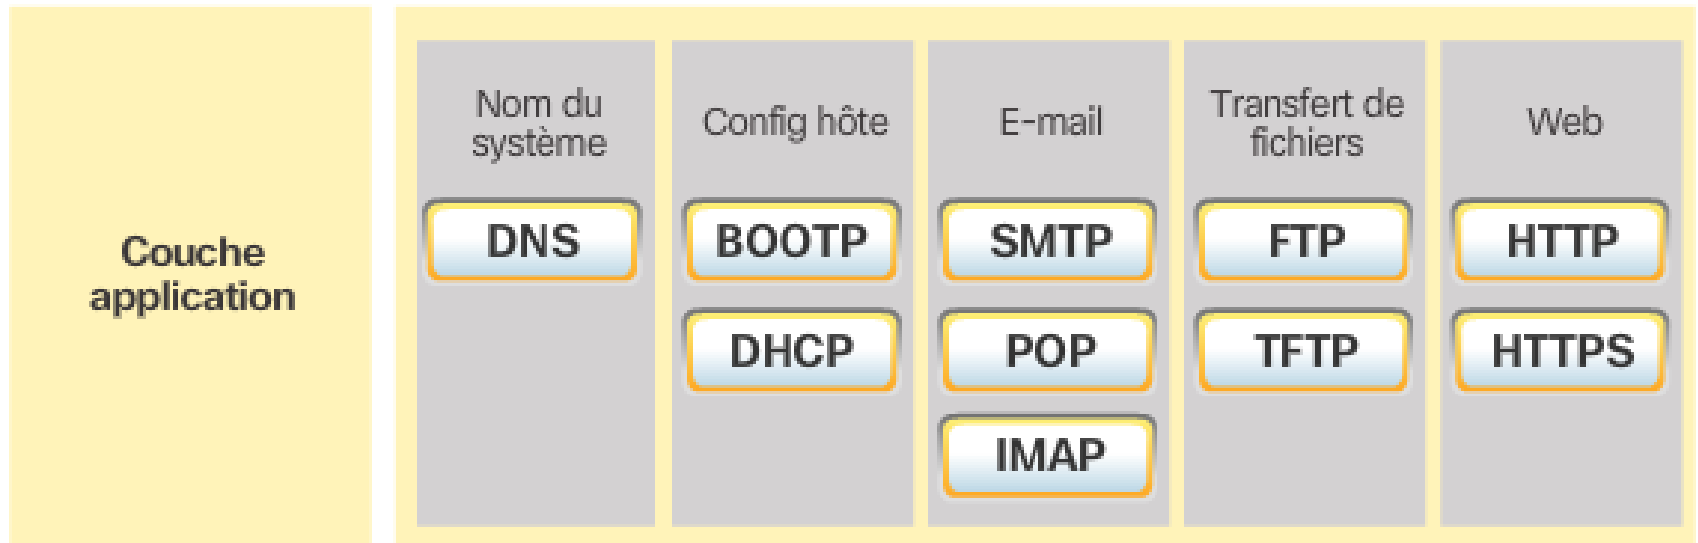 Couche
application
Nom du
système
DNS
Config hôte
BOOTP
DHCP
E-mail
SMTP
POP
IMAP
Transfert de
fichiers
FTP
TFTP
Web
HTTP
HTTPS